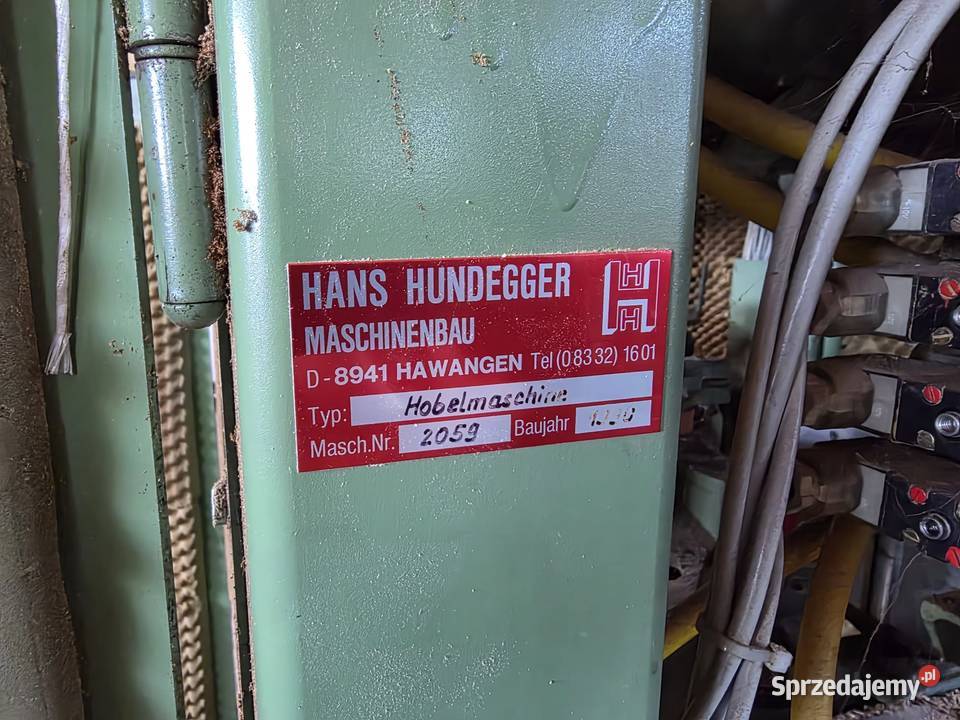 HANS HUNDEGGER
MASCHINENBAU
D-8941 HAWANGEN Tel (08332) 1601
Typ: Hobelmaschine
Masch.Nr. 2059 Baujahr
Sprzedajemy.pl